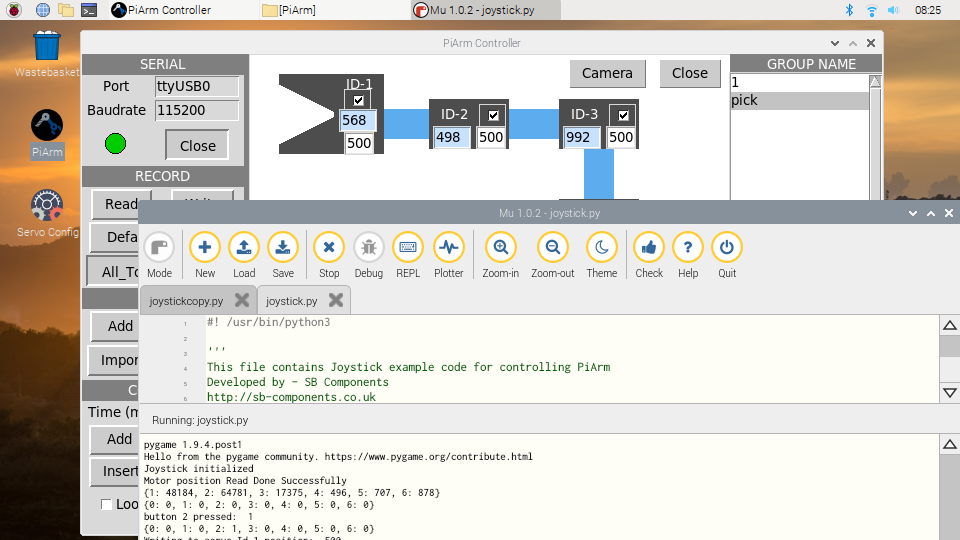 PiArm Controller
[PiArm]
Mu 1.0.2 - joystick.py
08:25
Wastebasket
PiArm
Servo Config
PiArm Controller
SERIAL
Port
ttyUSB0
Baudrate
115200
Close
RECORD
Read
Defa
All_To
Add
Impor
C
Time (m
Add
Insert
Loo
ID-1
568
500
ID-2
498
500
ID-3
992
500
Camera
Close
GROUP NAME
1
pick
Mu 1.0.2 - joystick.py
Mode
New
Load
Save
Stop
Debug
REPL
Plotter
Zoom-in
Zoom-out
Theme
Check
Help
Quit
joystickcopy.py
joystick.py
1 #! /usr/bin/python3
2
3 '''
4 This file contains Joystick example code for controlling PiArm
5 Developed by - SB Components
6 http://sb-components.co.uk
Running: joystick.py
pygame 1.9.4.post1
Hello from the pygame community. https://www.pygame.org/contribute.html
Joystick initialized
Motor position Read Done Successfully
{1: 48184, 2: 64781, 3: 17375, 4: 496, 5: 707, 6: 878}
{0: 0, 1: 0, 2: 0, 3: 0, 4: 0, 5: 0, 6: 0}
button 2 pressed:  1
{0: 0, 1: 0, 2: 1, 3: 0, 4: 0, 5: 0, 6: 0}
Writing to servo Id 1 position:  500